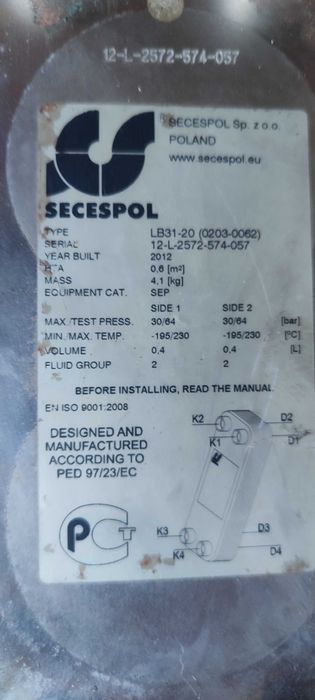 12-L-2572-574-057
® SECESPOL Sp. z o.o.
POLAND
www.secespol.eu
SECESPOL
TYPE LB31-20 (0203-0062)
SERIAL 12-L-2572-574-057
YEAR BUILT 2012
HTA 0,6 [m²]
MASS 4,1 [kg]
EQUIPMENT CAT. SEP
SIDE 1 SIDE 2
MAX./TEST PRESS. 30/64 30/64 [bar]
MIN./MAX. TEMP. -195/230 -195/230 [°C]
VOLUME 0,4 0,4 [L]
FLUID GROUP 2 2
BEFORE INSTALLING, READ THE MANUAL
EN ISO 9001:2008
DESIGNED AND
MANUFACTURED
ACCORDING TO
PED 97/23/EC
K2 D2
K1 D1
K3 D3
K4 D4
PCT